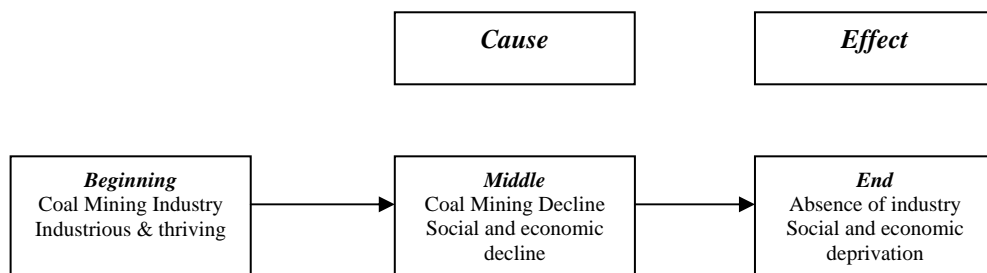 Cause
Effect
Beginning
Coal Mining Industry
Industrious & thriving
Middle
Coal Mining Decline
Social and economic
decline
End
Absence of industry
Social and economic
deprivation